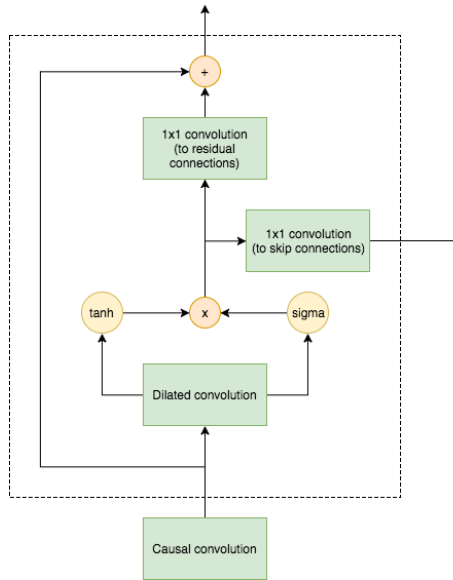 +
1x1 convolution
(to residual
connections)
1x1 convolution
(to skip connections)
tanh
x
sigma
Dilated convolution
Causal convolution